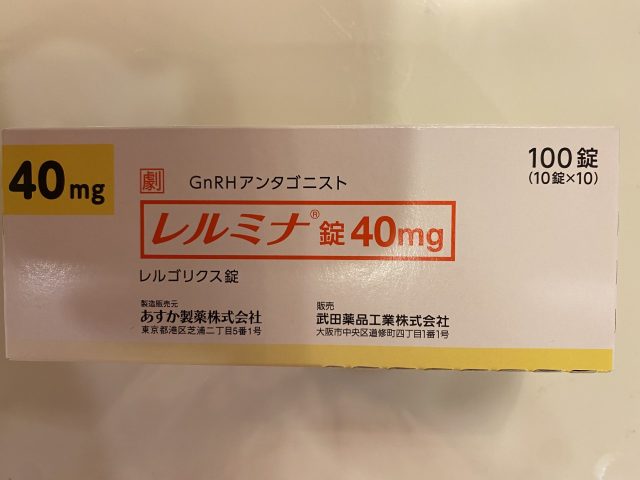 40mg
劇
GnRHアンタゴニスト
100錠
(10錠×10)
レルミナ®錠40mg
レルゴリクス錠
製造販売元
あすか製薬株式会社
東京都港区芝浦二丁目5番1号
販売
武田薬品工業株式会社
大阪市中央区道修町四丁目1番1号